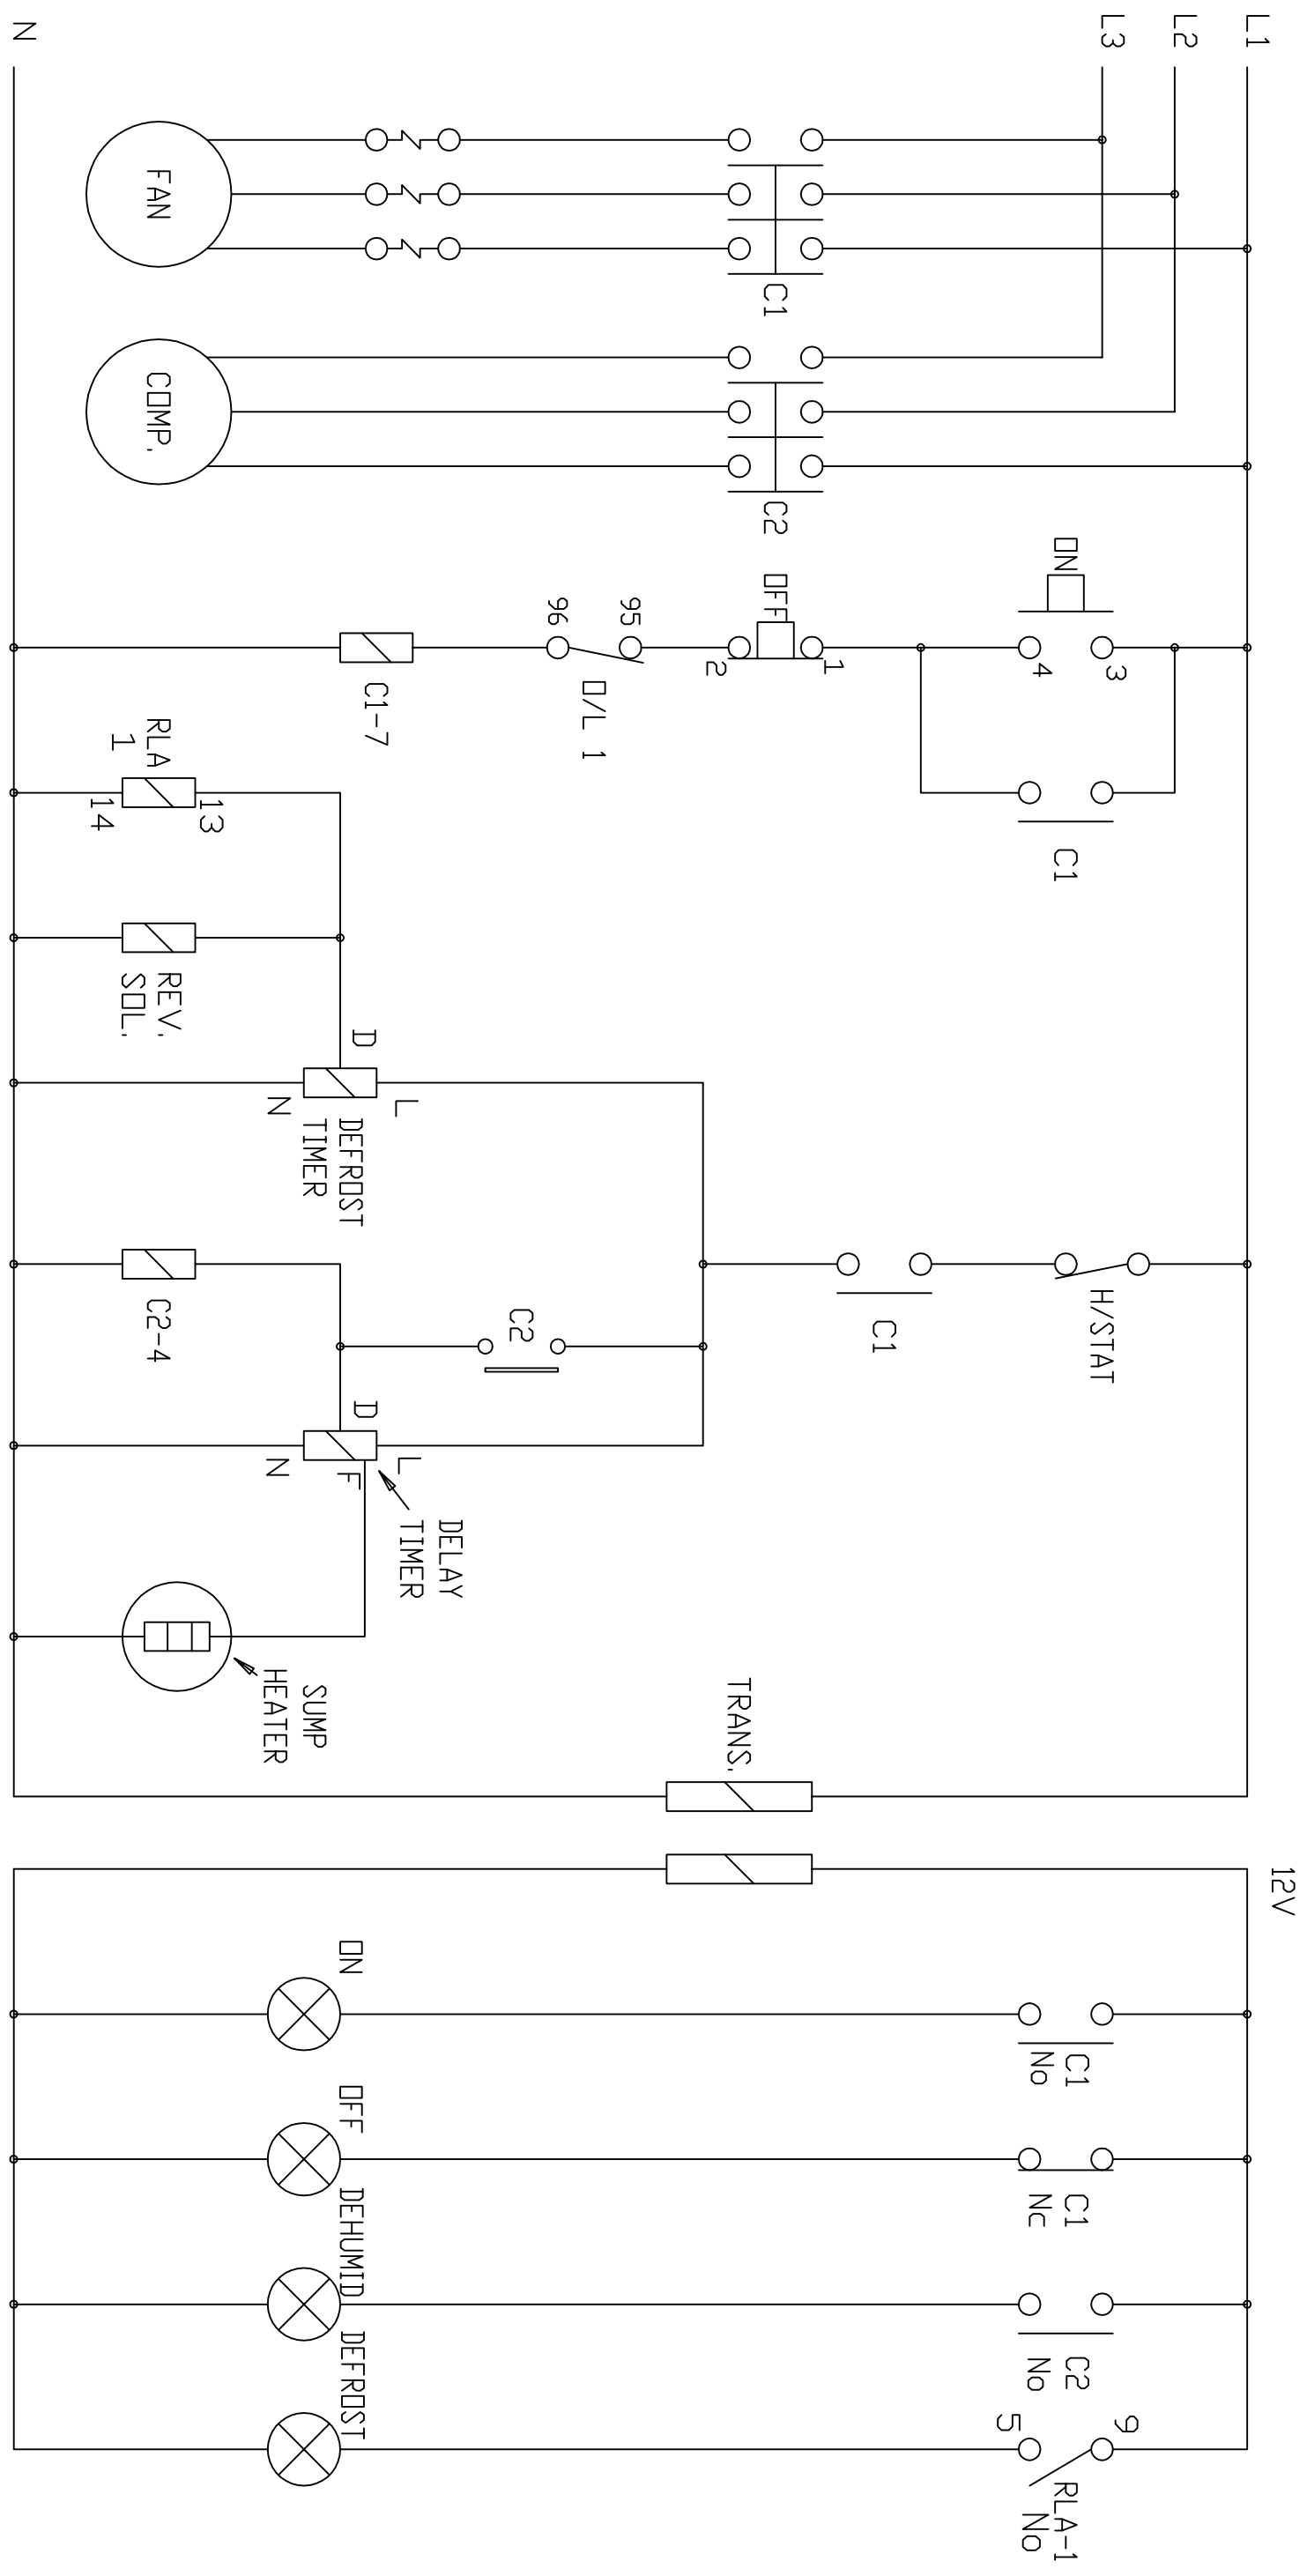 L1
L2
L3
N
FAN
C1
COMP.
C2
ON
3
4
C1
OFF
1
2
95
96
O/L 1
C1-7
RLA
1
13
14
REV.
SOL.
D
L
N
DEFROST
TIMER
H/STAT
C1
C2
C2-4
D
L
F
N
DELAY
TIMER
SUMP
HEATER
TRANS.
12V
ON
C1
No
OFF
C1
Nc
DEHUMID
C2
No
DEFROST
9
5
RLA-1
No